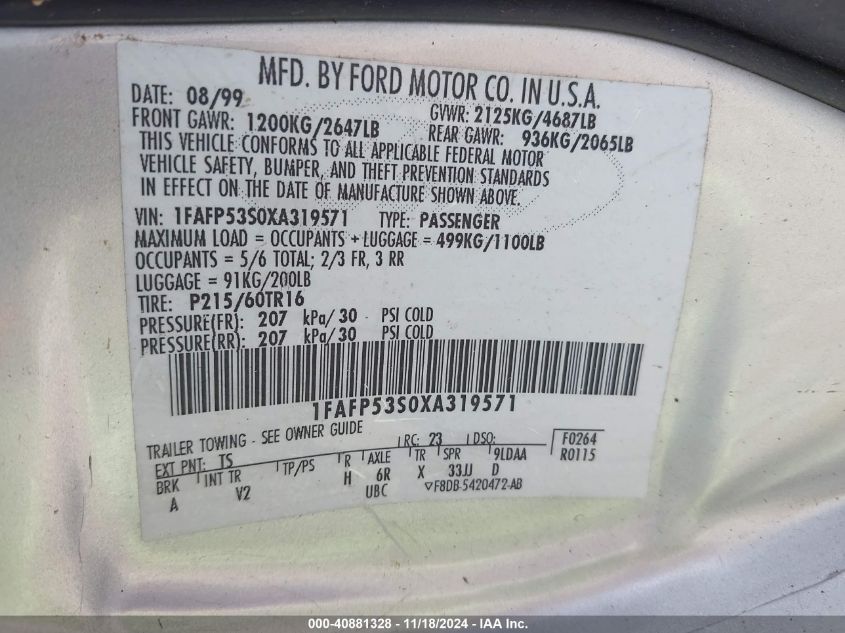 MFD. BY FORD MOTOR CO. IN U.S.A.
DATE: 08/99 GVWR: 2125KG/4687LB
FRONT GAWR: 1200KG/2647LB REAR GAWR: 936KG/2065LB
THIS VEHICLE CONFORMS TO ALL APPLICABLE FEDERAL MOTOR
VEHICLE SAFETY, BUMPER, AND THEFT PREVENTION STANDARDS
IN EFFECT ON THE DATE OF MANUFACTURE SHOWN ABOVE.
VIN: 1FAFP53S0XA319571 TYPE: PASSENGER
MAXIMUM LOAD = OCCUPANTS + LUGGAGE = 499KG/1100LB
OCCUPANTS = 5/6 TOTAL; 2/3 FR, 3 RR
LUGGAGE = 91KG/200LB
TIRE: P215/60TR16
PRESSURE(FR): 207 kPa/30 PSI COLD
PRESSURE(RR): 207 kPa/30 PSI COLD
1FAFP53S0XA319571
TRAILER TOWING - SEE OWNER GUIDE
EXT PNT: TS RC: 23 DSO: F0264
BRK INT TR TP/PS R AXLE TR SPR 9LDAA R0115
A V2 H 6R X 33JJ D
UBC ▽F8DB-5420472-AB
000-40881328 - 11/18/2024 - IAA Inc.